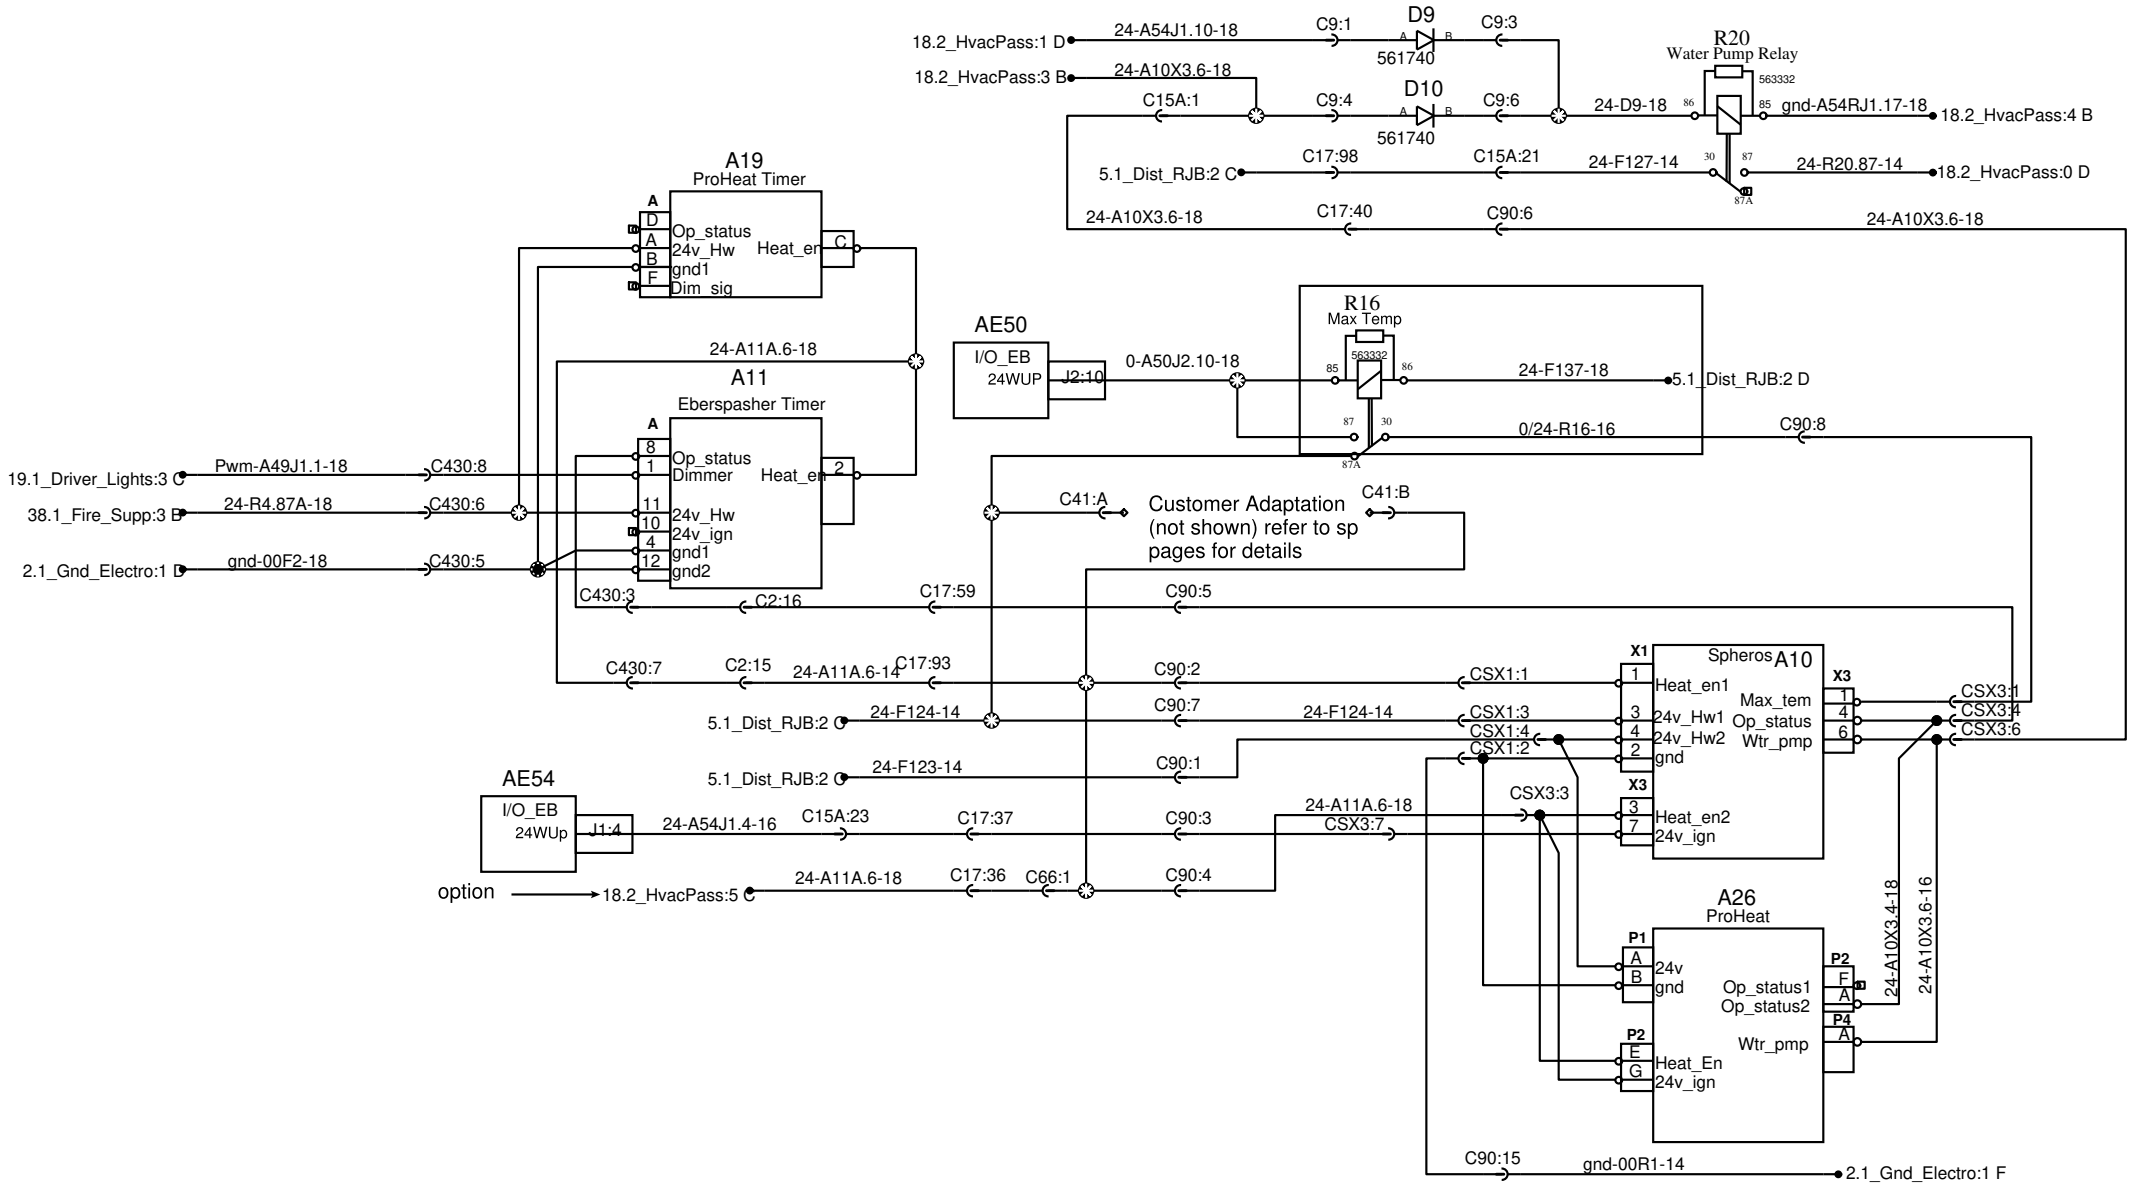 D9
24-A54J1.10-18
C9:1
C9:3
18.2_HvacPass:1 D
A
B
561740
R20
Water Pump Relay
563332
18.2_HvacPass:3 B
24-A10X3.6-18
D10
C15A:1
C9:4
A
B
C9:6
561740
24-D9-18
86
85
gnd-A54RJ1.17-18
18.2_HvacPass:4 B
5.1_Dist_RJB:2 C
C17:98
C15A:21
24-F127-14
30
87
87A
24-R20.87-14
18.2_HvacPass:0 D
24-A10X3.6-18
C17:40
C90:6
24-A10X3.6-18
A19
ProHeat Timer
A
D
Op_status
A
24v_Hw
B
gnd1
F
Dim_sig
Heat_en
C
24-A11A.6-18
AE50
I/O_EB
24WUP
J2:10
0-A50J2.10-18
R16
Max Temp
563332
85
86
24-F137-18
5.1_Dist_RJB:2 D
87
30
87A
0/24-R16-16
C90:8
A11
Eberspasher Timer
A
8
Op_status
1
Dimmer
11
24v_Hw
10
24v_ign
4
gnd1
12
gnd2
Heat_en
2
19.1_Driver_Lights:3 C
Pwm-A49J1.1-18
C430:8
38.1_Fire_Supp:3 B
24-R4.87A-18
C430:6
2.1_Gnd_Electro:1 D
gnd-00F2-18
C430:5
C41:A
Customer Adaptation
(not shown) refer to sp
pages for details
C41:B
C430:3
C2:16
C17:59
C90:5
C430:7
C2:15
24-A11A.6-14
C17:93
C90:2
CSX1:1
5.1_Dist_RJB:2 C
24-F124-14
C90:7
24-F124-14
CSX1:3
CSX1:4
CSX1:2
5.1_Dist_RJB:2 C
24-F123-14
C90:1
Spheros A10
X1
1
Heat_en1
3
24v_Hw1
4
24v_Hw2
2
gnd
X3
3
Heat_en2
7
24v_ign
X3
Max_tem
1
Op_status
4
Wtr_pmp
6
CSX3:1
CSX3:4
CSX3:6
AE54
I/O_EB
24WUp
J1:4
24-A54J1.4-16
C15A:23
C17:37
C90:3
24-A11A.6-18
CSX3:7
CSX3:3
option
18.2_HvacPass:5 C
24-A11A.6-18
C17:36
C66:1
C90:4
24-A10X3.4-18
24-A10X3.6-16
A26
ProHeat
P1
A
24v
B
gnd
P2
E
Heat_En
G
24v_ign
P2
Op_status1
F
Op_status2
A
P4
Wtr_pmp
A
C90:15
gnd-00R1-14
2.1_Gnd_Electro:1 F